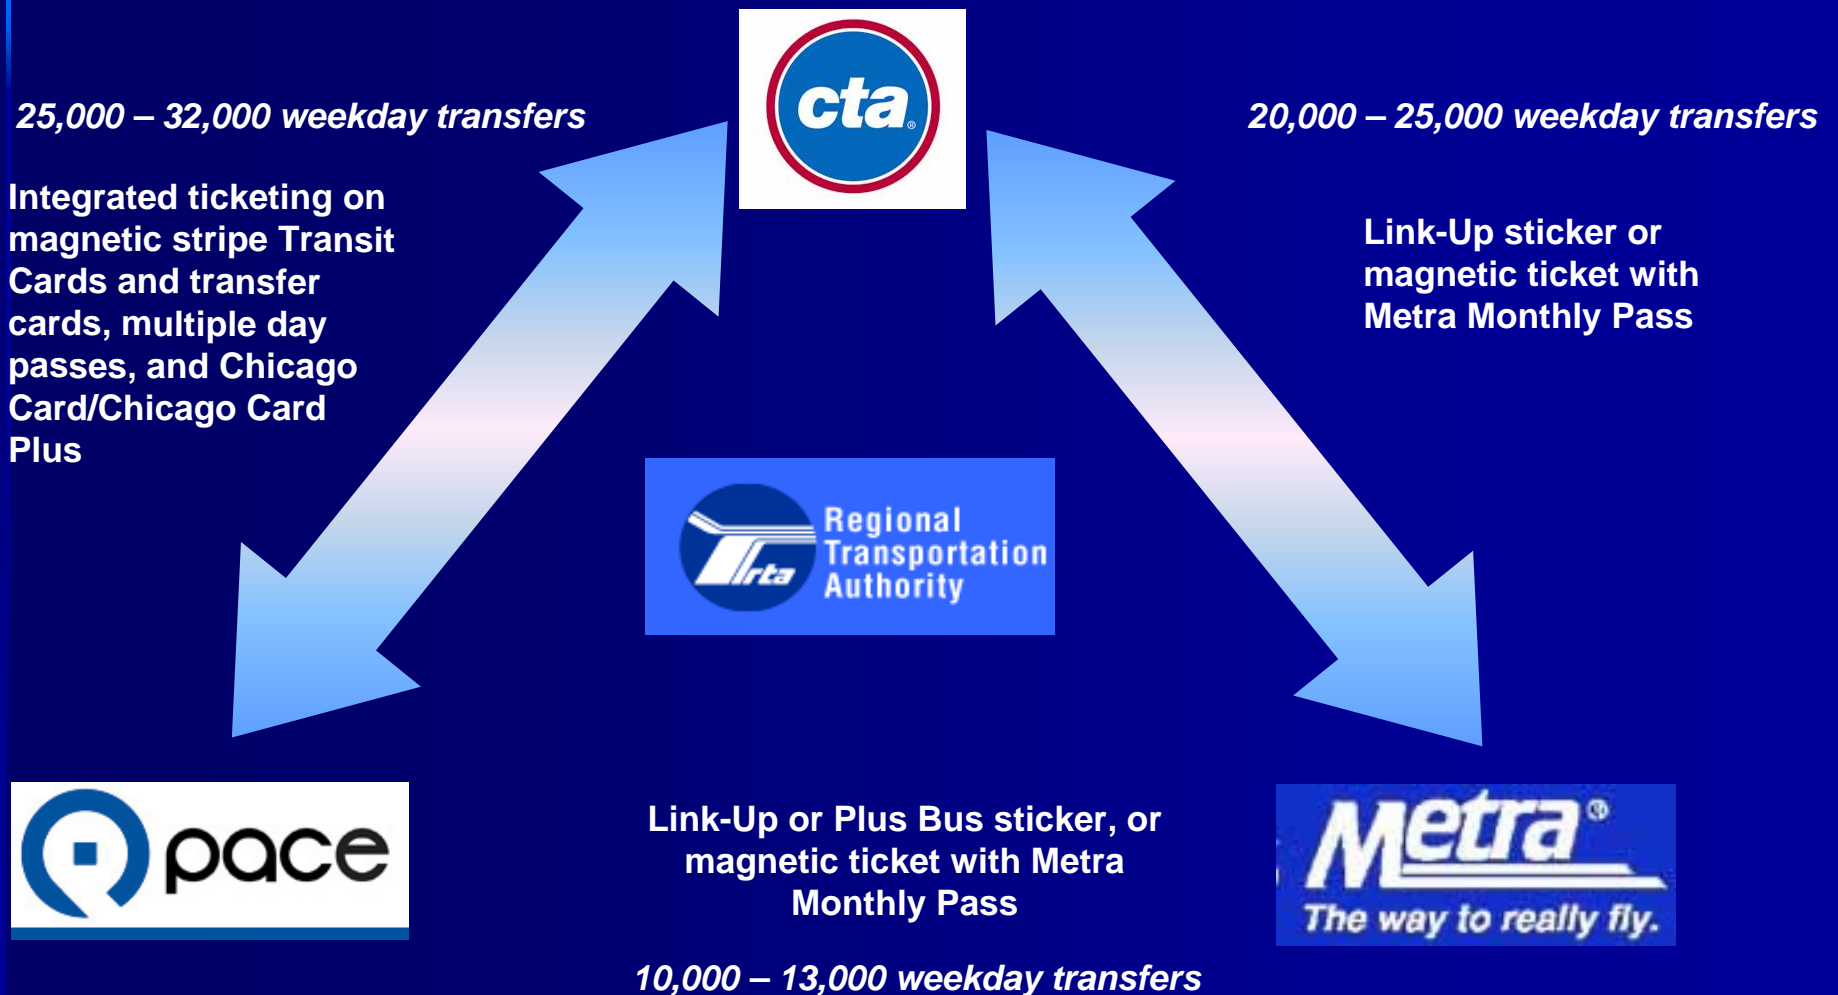 cta®
25,000 – 32,000 weekday transfers
20,000 – 25,000 weekday transfers
Integrated ticketing on
magnetic stripe Transit
Cards and transfer
cards, multiple day
passes, and Chicago
Card/Chicago Card
Plus
Link-Up sticker or
magnetic ticket with
Metra Monthly Pass
rta
Regional
Transportation
Authority
pace
Link-Up or Plus Bus sticker, or
magnetic ticket with Metra
Monthly Pass
Metra®
The way to really fly.
10,000 – 13,000 weekday transfers